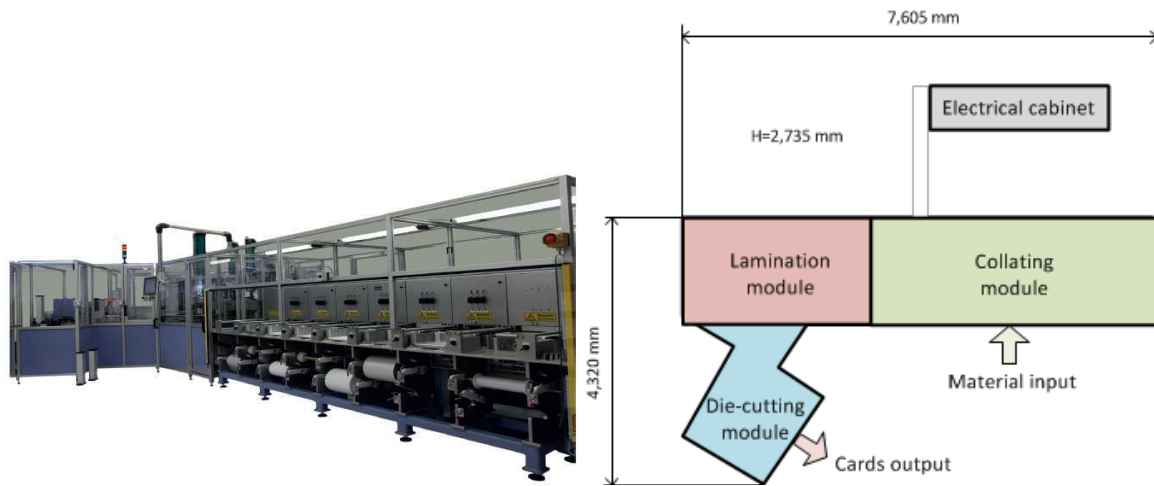 7,605 mm
Electrical cabinet
H=2,735 mm
Lamination
module
Collating
module
4,320 mm
Material input
Die-cutting
module
Cards output